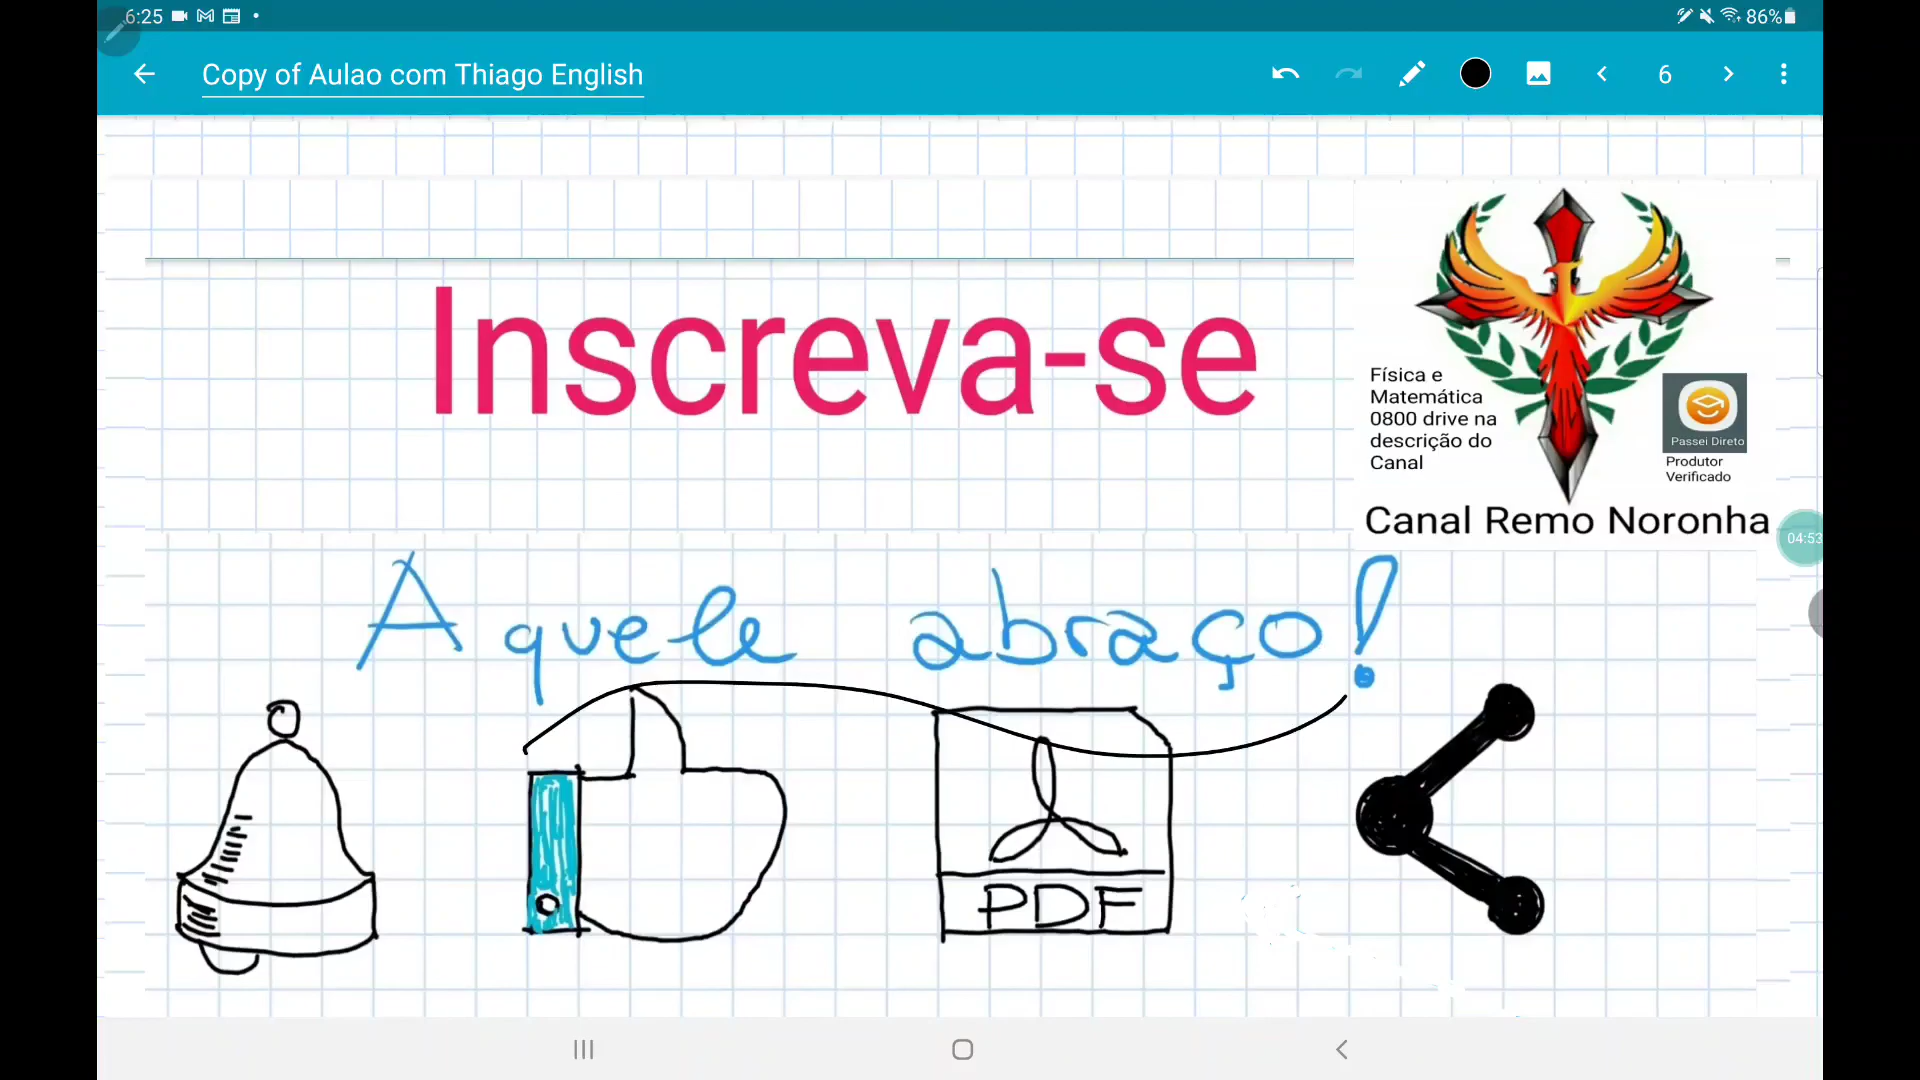 6:25
86%
Copy of Aulao com Thiago English
6
Inscreva-se
Física e
Matemática
0800 drive na
descrição do
Canal
Passei Direto
Produtor
Verificado
Canal Remo Noronha
04:53
Aquele abraço!
PDF